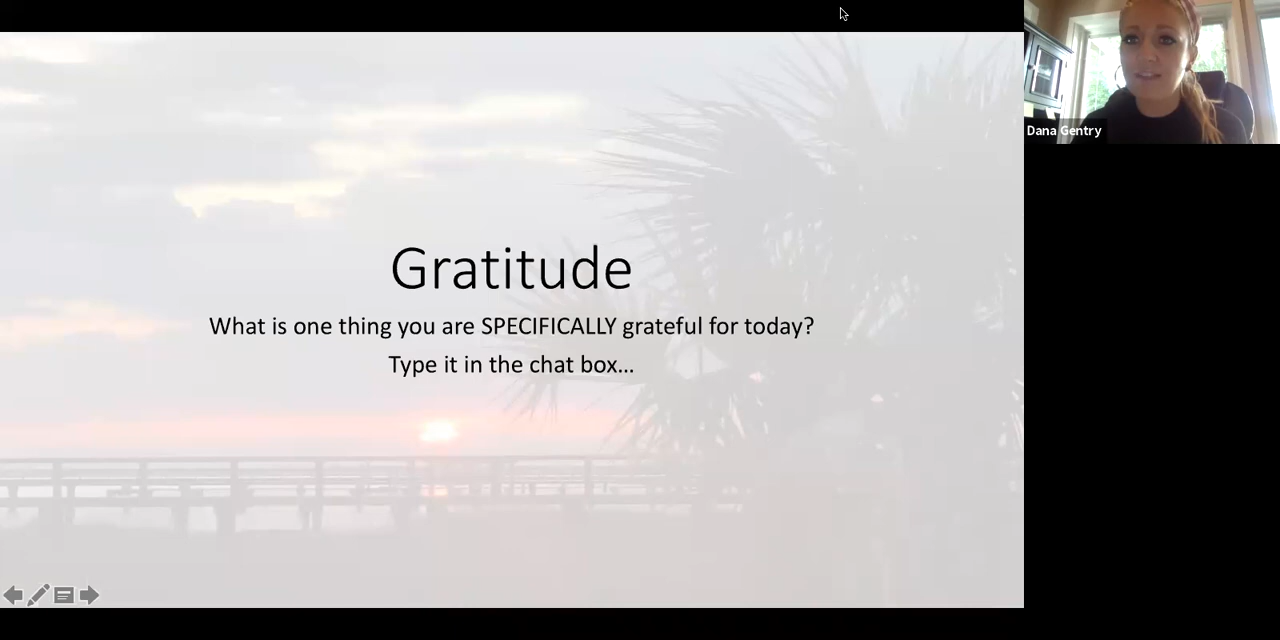 Gratitude
What is one thing you are SPECIFICALLY grateful for today?
Type it in the chat box...
Dana Gentry